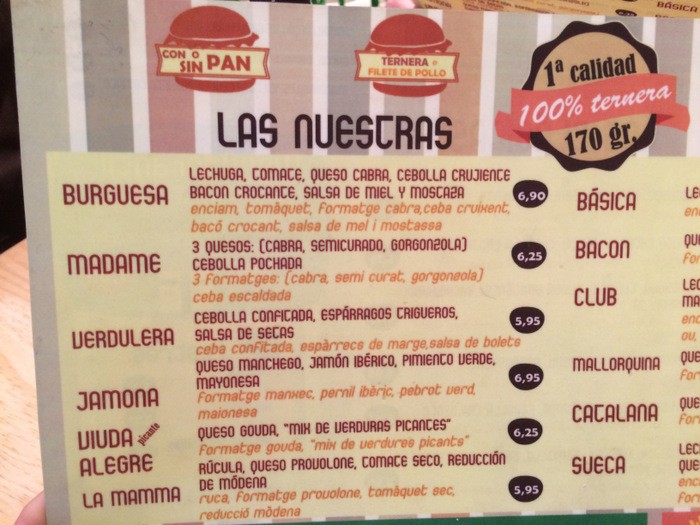 BÁSICA
CON O
SIN PAN
TERNERA O
FILETE DE POLLO
1ª calidad
100% ternera
170 gr.
LAS NUESTRAS
BURGUESA
LECHUGA, TOMATE, QUESO CABRA, CEBOLLA CRUJIENTE
BACON CROCANTE, SALSA DE MIEL Y MOSTAZA
enciam, tomàquet, formatge cabra,ceba cruixent,
bacó crocant, salsa de mel i mostassa
6,90
MADAME
3 QUESOS: (CABRA, SEMICURADO, GORGONZOLA)
CEBOLLA POCHADA
3 formatges: (cabra, semi curat, gorgonzola)
ceba escaldada
6,25
VERDULERA
CEBOLLA CONFITADA, ESPÁRRAGOS TRIGUEROS,
SALSA DE SETAS
ceba confitada, espàrrecs de marge,salsa de bolets
5,95
JAMONA
QUESO MANCHEGO, JAMÓN IBÉRICO, PIMIENTO VERDE,
MAYONESA
Formatge manxec, pernil ibèric, pebrot verd,
maionesa
6,95
VIUDA picante
ALEGRE
QUESO GOUDA, "MIX DE VERDURAS PICANTES"
Formatge gouda, "mix de verdures picants"
6,25
LA MAMMA
RÚCULA, QUESO PROVOLONE, TOMATE SECO, REDUCCIÓN
DE MÓDENA
ruca, formatge provolone, tomàquet sec,
reducció mòdena
5,95
BÁSICA
BACON
CLUB
MALLORQUINA
CATALANA
SUECA